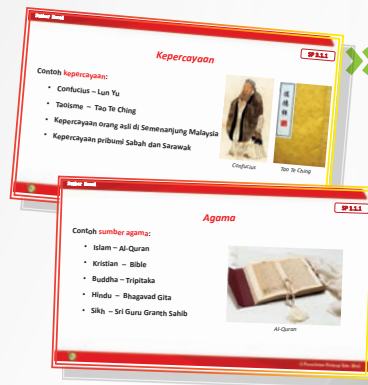 Kepercayaan
SP 1.1.1
Contoh kepercayaan:
• Confucius – Lun Yu
• Taoisme – Tao Te Ching
• Kepercayaan orang asli di Semenanjung Malaysia
• Kepercayaan pribumi Sabah dan Sarawak
Confucius
Tao Te Ching
Agama
SP 1.1.1
Contoh sumber agama:
• Islam – Al-Quran
• Kristian – Bible
• Buddha – Tripitaka
• Hindu – Bhagavad Gita
• Sikh – Sri Guru Granth Sahib
Al-Quran